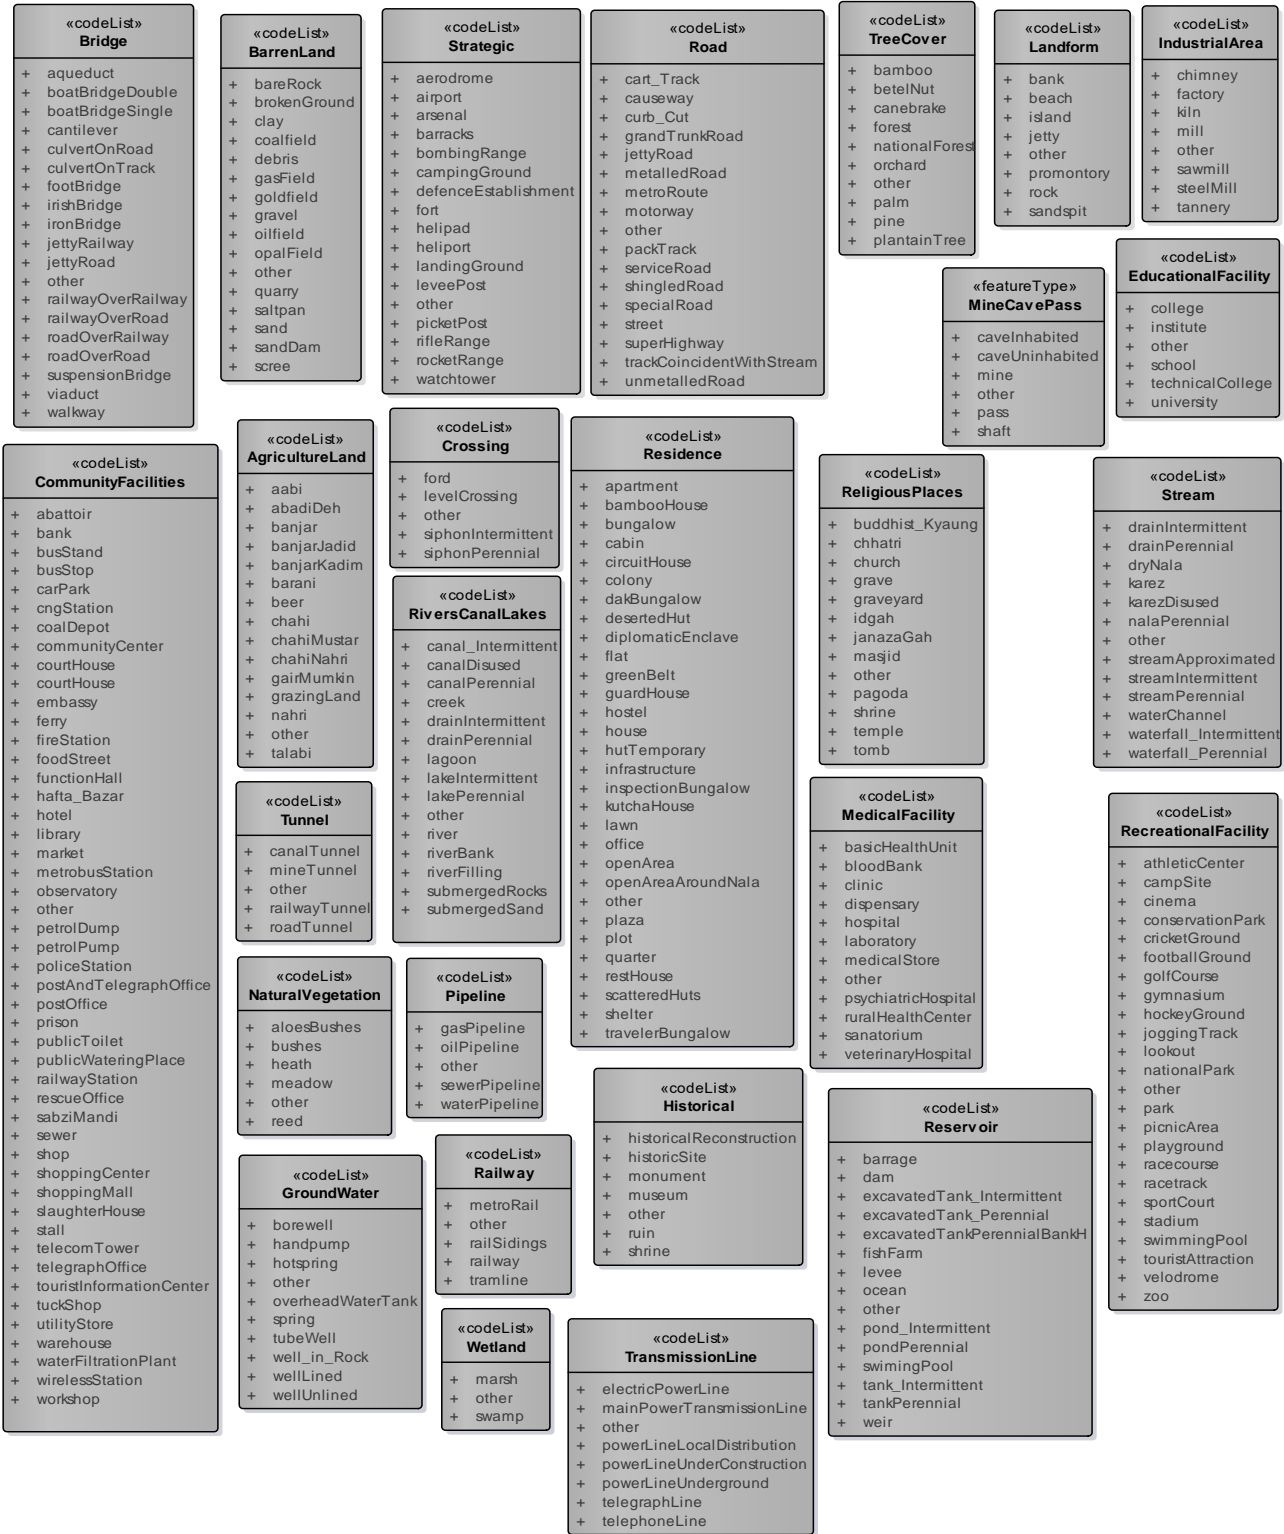 «codeList»
Bridge
+ aqueduct
+ boatBridgeDouble
+ boatBridgeSingle
+ cantilever
+ culvertOnRoad
+ culvertOnTrack
+ footBridge
+ irishBridge
+ ironBridge
+ jettyRailway
+ jettyRoad
+ other
+ railwayOverRailway
+ railwayOverRoad
+ roadOverRailway
+ roadOverRoad
+ suspensionBridge
+ viaduct
+ walkway
«codeList»
BarrenLand
+ bareRock
+ brokenGround
+ clay
+ coalfield
+ debris
+ gasField
+ goldfield
+ gravel
+ oilfield
+ opalField
+ other
+ quarry
+ saltpan
+ sand
+ sandDam
+ scree
«codeList»
Strategic
+ aerodrome
+ airport
+ arsenal
+ barracks
+ bombingRange
+ campingGround
+ defenceEstablishment
+ fort
+ helipad
+ heliport
+ landingGround
+ leveePost
+ other
+ picketPost
+ rifleRange
+ rocketRange
+ watchtower
«codeList»
Road
+ cart_Track
+ causeway
+ curb_Cut
+ grandTrunkRoad
+ jettyRoad
+ metalledRoad
+ metroRoute
+ motorway
+ other
+ packTrack
+ serviceRoad
+ shingledRoad
+ specialRoad
+ street
+ superHighway
+ trackCoincidentWithStream
+ unmetalledRoad
«codeList»
TreeCover
+ bamboo
+ betelNut
+ canebrake
+ forest
+ nationalForest
+ orchard
+ other
+ palm
+ pine
+ plantainTree
«codeList»
Landform
+ bank
+ beach
+ island
+ jetty
+ other
+ promontory
+ rock
+ sandspit
«codeList»
IndustrialArea
+ chimney
+ factory
+ kiln
+ mill
+ other
+ sawmill
+ steelMill
+ tannery
«featureType»
MineCavePass
+ caveInhabited
+ caveUninhabited
+ mine
+ other
+ pass
+ shaft
«codeList»
EducationalFacility
+ college
+ institute
+ other
+ school
+ technicalCollege
+ university
«codeList»
CommunityFacilities
+ abattoir
+ bank
+ busStand
+ busStop
+ carPark
+ cngStation
+ coalDepot
+ communityCenter
+ courtHouse
+ courtHouse
+ embassy
+ ferry
+ fireStation
+ foodStreet
+ functionHall
+ hafta_Bazar
+ hotel
+ library
+ market
+ metrobusStation
+ observatory
+ other
+ petrolDump
+ petrolPump
+ policeStation
+ postAndTelegraphOffice
+ postOffice
+ prison
+ publicToilet
+ publicWateringPlace
+ railwayStation
+ rescueOffice
+ sabziMandi
+ sewer
+ shop
+ shoppingCenter
+ shoppingMall
+ slaughterHouse
+ stall
+ telecomTower
+ telegraphOffice
+ touristInformationCenter
+ tuckShop
+ utilityStore
+ warehouse
+ waterFiltrationPlant
+ wirelessStation
+ workshop
«codeList»
AgricultureLand
+ aabi
+ abadiDeh
+ banjar
+ banjarJadid
+ banjarKadim
+ barani
+ beer
+ chahi
+ chahiMustar
+ chahiNahri
+ gairMumkin
+ grazingLand
+ nahri
+ other
+ talabi
«codeList»
Crossing
+ ford
+ levelCrossing
+ other
+ siphonIntermittent
+ siphonPerennial
«codeList»
RiversCanalLakes
+ canal_Intermittent
+ canalDisused
+ canalPerennial
+ creek
+ drainIntermittent
+ drainPerennial
+ lagoon
+ lakeIntermittent
+ lakePerennial
+ other
+ river
+ riverBank
+ riverFilling
+ submergedRocks
+ submergedSand
«codeList»
Residence
+ apartment
+ bambooHouse
+ bungalow
+ cabin
+ circuitHouse
+ colony
+ dakBungalow
+ desertedHut
+ diplomaticEnclave
+ flat
+ greenBelt
+ guardHouse
+ hostel
+ house
+ hutTemporary
+ infrastructure
+ inspectionBungalow
+ kutchaHouse
+ lawn
+ office
+ openArea
+ openAreaAroundNala
+ other
+ plaza
+ plot
+ quarter
+ restHouse
+ scatteredHuts
+ shelter
+ travelerBungalow
«codeList»
ReligiousPlaces
+ buddhist_Kyaung
+ chhatri
+ church
+ grave
+ graveyard
+ idgah
+ janazaGah
+ masjid
+ other
+ pagoda
+ shrine
+ temple
+ tomb
«codeList»
Stream
+ drainIntermittent
+ drainPerennial
+ dryNala
+ karez
+ karezDisused
+ nalaPerennial
+ other
+ streamApproximated
+ streamIntermittent
+ streamPerennial
+ waterChannel
+ waterfall_Intermittent
+ waterfall_Perennial
«codeList»
Tunnel
+ canalTunnel
+ mineTunnel
+ other
+ railwayTunnel
+ roadTunnel
«codeList»
MedicalFacility
+ basicHealthUnit
+ bloodBank
+ clinic
+ dispensary
+ hospital
+ laboratory
+ medicalStore
+ other
+ psychiatricHospital
+ ruralHealthCenter
+ sanatorium
+ veterinaryHospital
«codeList»
RecreationalFacility
+ athleticCenter
+ campSite
+ cinema
+ conservationPark
+ cricketGround
+ footballGround
+ golfCourse
+ gymnasium
+ hockeyGround
+ joggingTrack
+ lookout
+ nationalPark
+ other
+ park
+ picnicArea
+ playground
+ racecourse
+ racetrack
+ sportCourt
+ stadium
+ swimmingPool
+ touristAttraction
+ velodrome
+ zoo
«codeList»
NaturalVegetation
+ aloesBushes
+ bushes
+ heath
+ meadow
+ other
+ reed
«codeList»
Pipeline
+ gasPipeline
+ oilPipeline
+ other
+ sewerPipeline
+ waterPipeline
«codeList»
Historical
+ historicalReconstruction
+ historicSite
+ monument
+ museum
+ other
+ ruin
+ shrine
«codeList»
Reservoir
+ barrage
+ dam
+ excavatedTank_Intermittent
+ excavatedTank_Perennial
+ excavatedTankPerennialBankH
+ fishFarm
+ levee
+ ocean
+ other
+ pond_Intermittent
+ pondPerennial
+ swimingPool
+ tank_Intermittent
+ tankPerennial
+ weir
«codeList»
Railway
+ metroRail
+ other
+ railSidings
+ railway
+ tramline
«codeList»
GroundWater
+ borewell
+ handpump
+ hotspring
+ other
+ overheadWaterTank
+ spring
+ tubeWell
+ well_in_Rock
+ wellLined
+ wellUnlined
«codeList»
Wetland
+ marsh
+ other
+ swamp
«codeList»
TransmissionLine
+ electricPowerLine
+ mainPowerTransmissionLine
+ other
+ powerLineLocalDistribution
+ powerLineUnderConstruction
+ powerLineUnderground
+ telegraphLine
+ telephoneLine